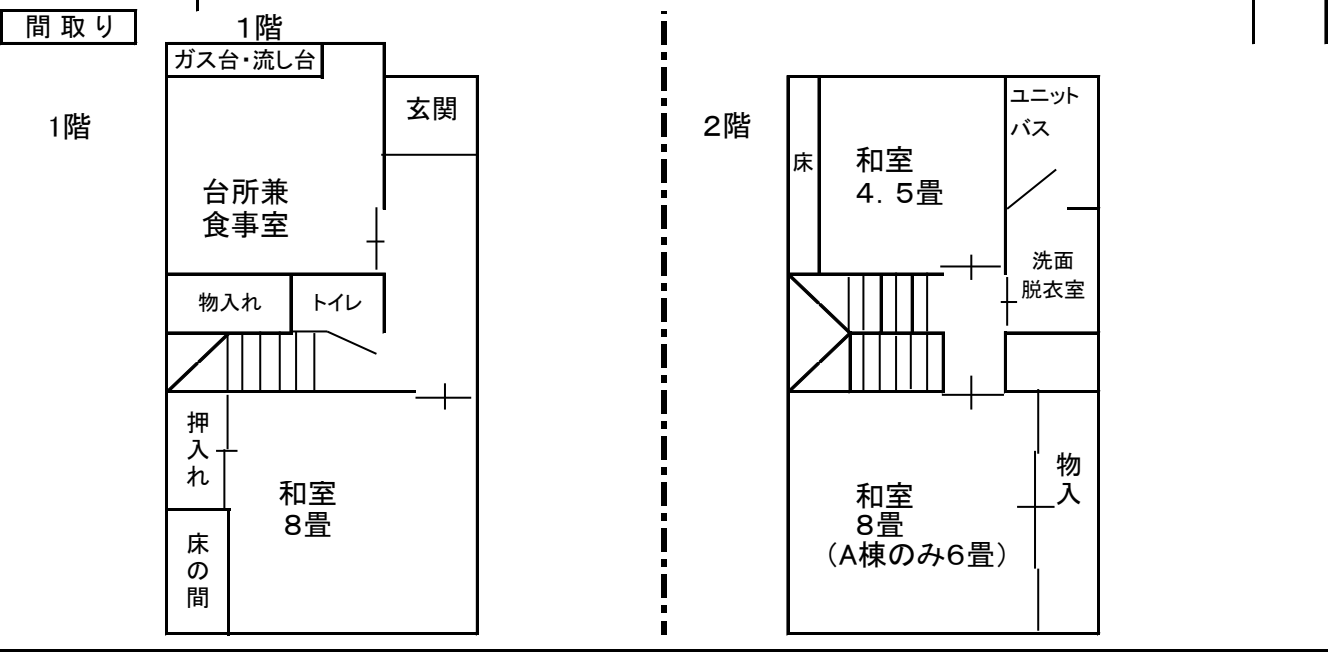 間取り
1階
ガス台・流し台
玄関
1階
台所兼
食事室
物入れ
トイレ
押入れ
和室
8畳
床の間
2階
ユニット
バス
床
和室
4．5畳
洗面
脱衣室
物入
和室
8畳
（A棟のみ6畳）